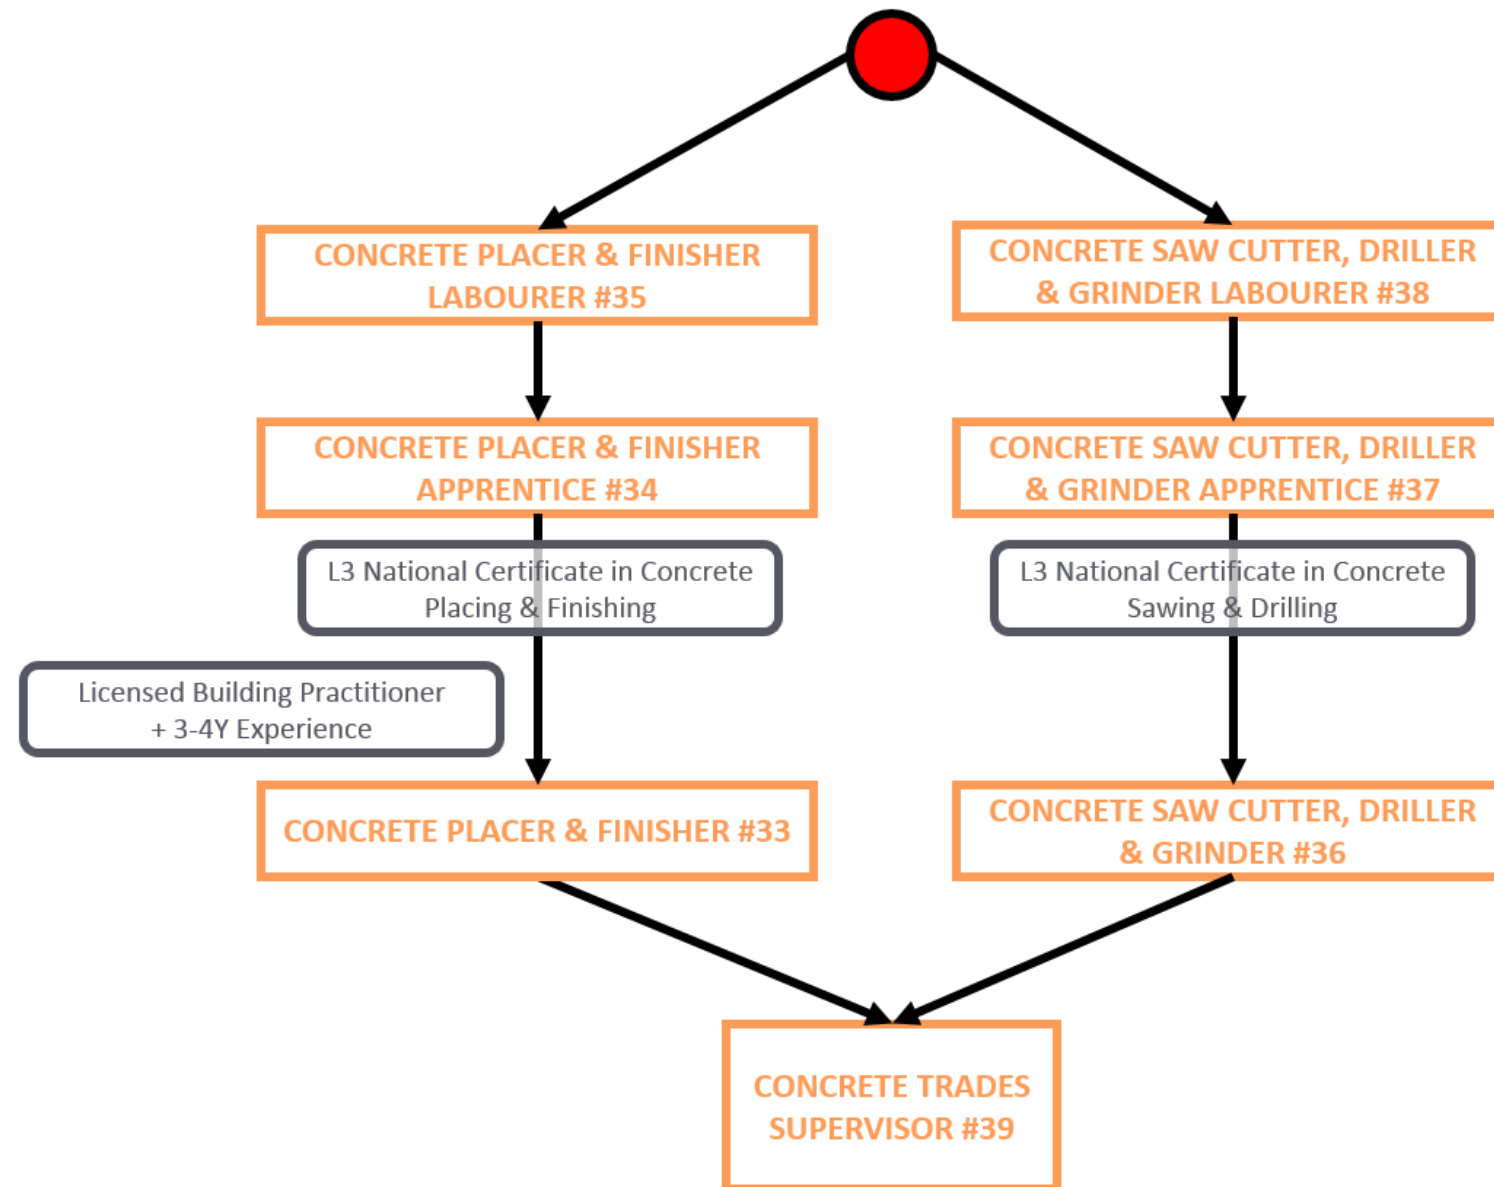 CONCRETE PLACER & FINISHER
LABOURER #35
CONCRETE SAW CUTTER, DRILLER
& GRINDER LABOURER #38
CONCRETE PLACER & FINISHER
APPRENTICE #34
CONCRETE SAW CUTTER, DRILLER
& GRINDER APPRENTICE #37
L3 National Certificate in Concrete
Placing & Finishing
L3 National Certificate in Concrete
Sawing & Drilling
Licensed Building Practitioner
+ 3-4Y Experience
CONCRETE PLACER & FINISHER #33
CONCRETE SAW CUTTER, DRILLER
& GRINDER #36
CONCRETE TRADES
SUPERVISOR #39